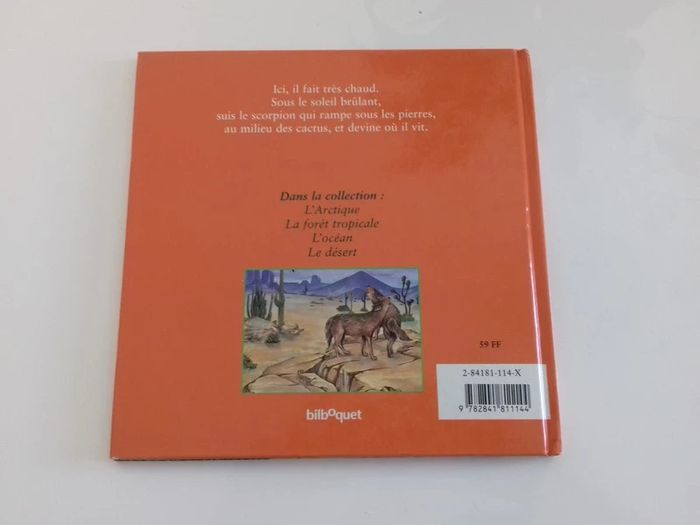 Ici, il fait très chaud.
Sous le soleil brûlant,
suis le scorpion qui rampe sous les pierres,
au milieu des cactus, et devine où il vit.
Dans la collection :
L'Arctique
La forêt tropicale
L'océan
Le désert
59 FF
2-84181-114-X
9 782841 811144
bilboquet